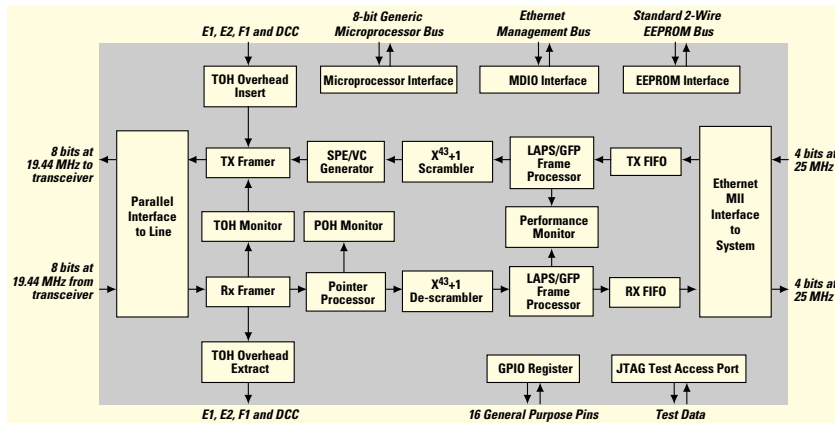 E1, E2, F1 and DCC
8-bit Generic
Microprocessor Bus
Ethernet
Management Bus
Standard 2-Wire
EEPROM Bus
TOH Overhead
Insert
Microprocessor Interface
MDIO Interface
EEPROM Interface
8 bits at
19.44 MHz to
transceiver
Parallel
Interface
to Line
TX Framer
SPE/VC
Generator
X43+1
Scrambler
LAPS/GFP
Frame
Processor
TX FIFO
Ethernet
MII
Interface
to
System
4 bits at
25 MHz
TOH Monitor
POH Monitor
Performance
Monitor
8 bits at
19.44 MHz from
transceiver
Rx Framer
Pointer
Processor
X43+1
De-scrambler
LAPS/GFP
Frame
Processor
RX FIFO
4 bits at
25 MHz
TOH Overhead
Extract
GPIO Register
JTAG Test Access Port
E1, E2, F1 and DCC
16 General Purpose Pins
Test Data